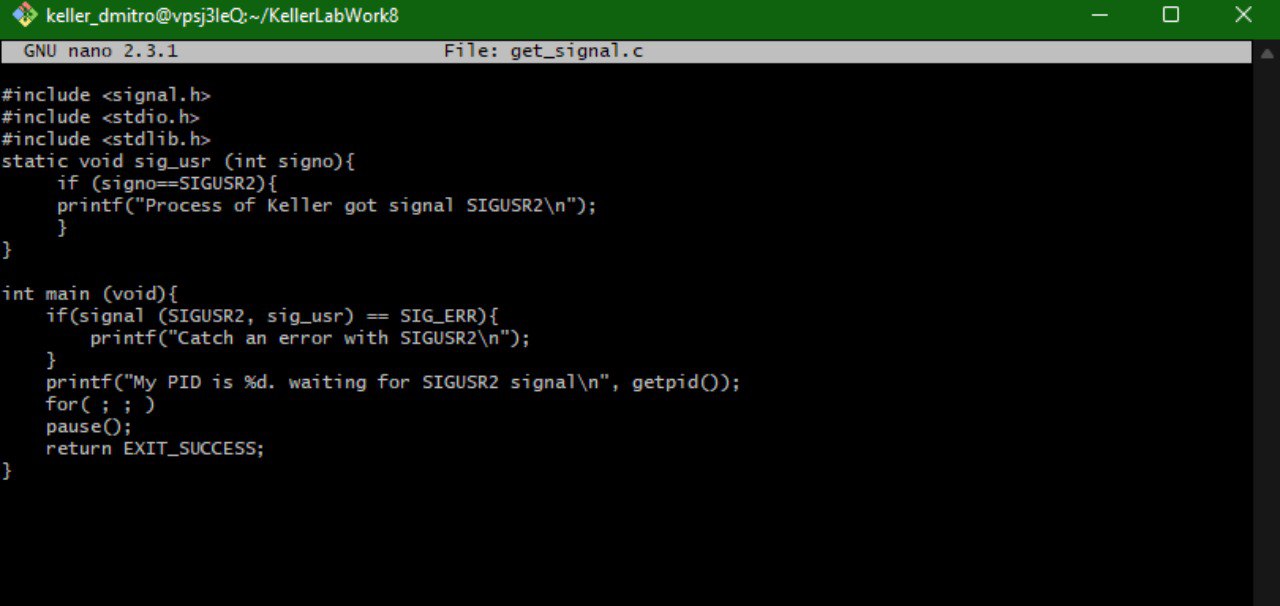 keller_dmitro@vpsj3leQ:~/KellerLabWork8
GNU nano 2.3.1 File: get_signal.c
#include <signal.h>
#include <stdio.h>
#include <stdlib.h>
static void sig_usr (int signo){
     if (signo==SIGUSR2){
     printf("Process of Keller got signal SIGUSR2\n");
     }
}
int main (void){
    if(signal (SIGUSR2, sig_usr) == SIG_ERR){
        printf("Catch an error with SIGUSR2\n");
    }
    printf("My PID is %d. waiting for SIGUSR2 signal\n", getpid());
    for( ; ; )
    pause();
    return EXIT_SUCCESS;
}